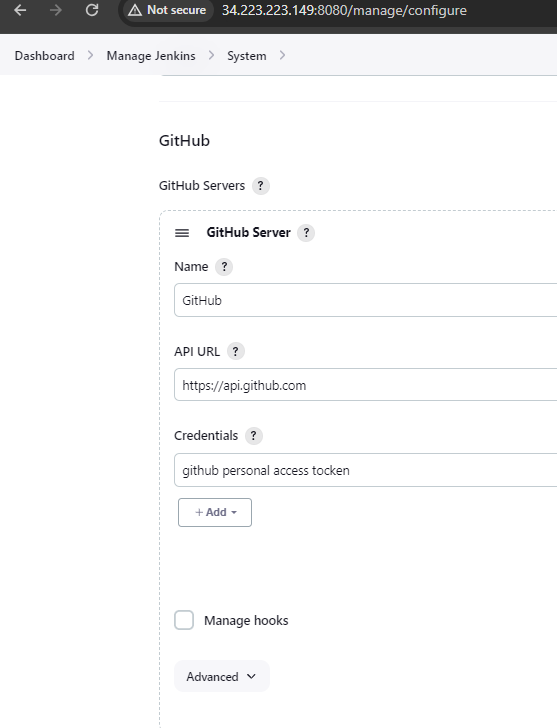 Not secure 34.223.223.149:8080/manage/configure
Dashboard > Manage Jenkins > System >
GitHub
GitHub Servers ?
GitHub Server ?
Name ?
GitHub
API URL ?
https://api.github.com
Credentials ?
github personal access tocken
+ Add
Manage hooks
Advanced